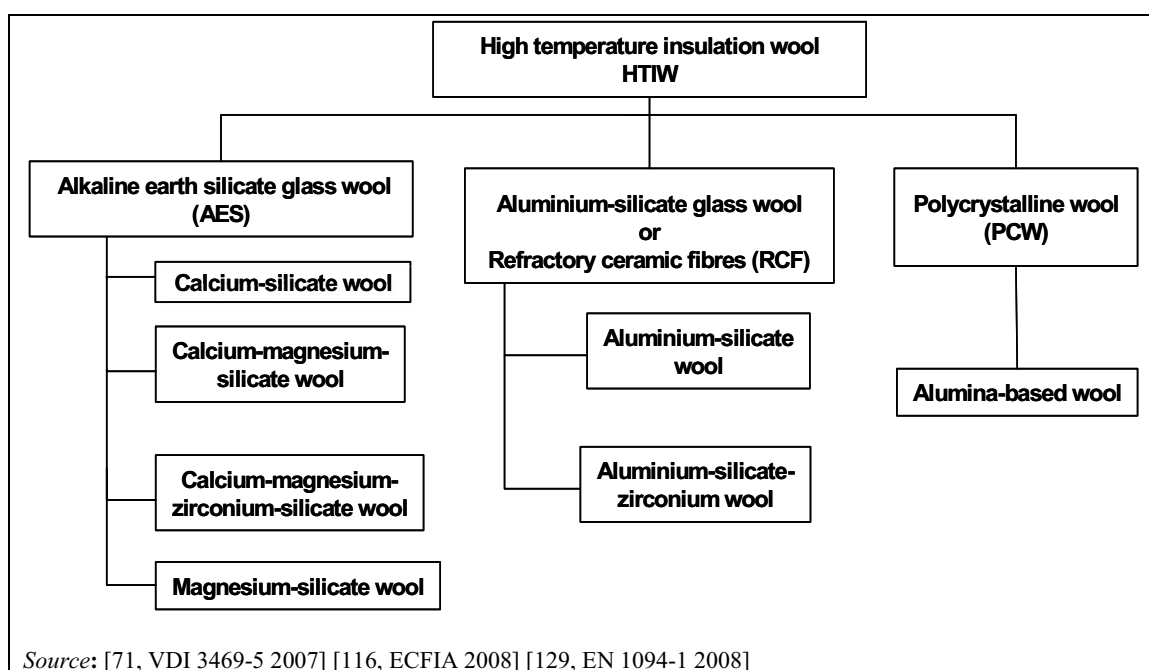 High temperature insulation wool
HTIW
Alkaline earth silicate glass wool
(AES)
Calcium-silicate wool
Calcium-magnesium-
silicate wool
Calcium-magnesium-
zirconium-silicate wool
Magnesium-silicate wool
Aluminium-silicate glass wool
or
Refractory ceramic fibres (RCF)
Aluminium-silicate
wool
Aluminium-silicate-
zirconium wool
Polycrystalline wool
(PCW)
Alumina-based wool
Source: [71, VDI 3469-5 2007] [116, ECFIA 2008] [129, EN 1094-1 2008]